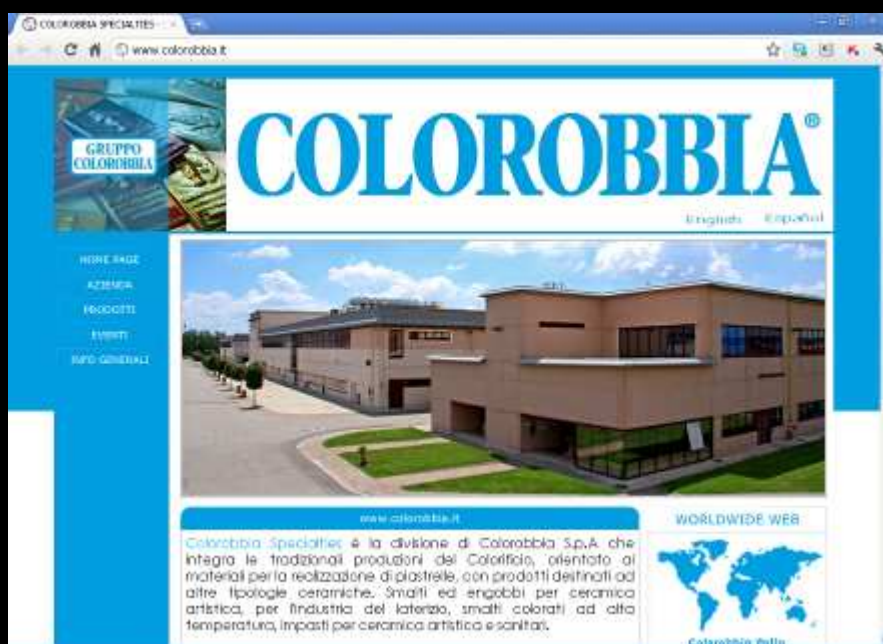 COLOROBBIA SPECIALTIES
www.colorobbia.it
GRUPPO
COLOROBBIA
COLOROBBIA®
English Español
HOME PAGE
AZIENDA
PRODOTTI
EVENTI
INFO GENERALI
www.colorobbia.it
WORLDWIDE WEB
Colorobbia Specialties è la divisione di Colorobbia S.p.A che
integra le tradizionali produzioni del Colorificio, orientato ai
materiali per la realizzazione di piastrelle, con prodotti destinati ad
altre tipologie ceramiche. Smalti ed engobbi per ceramica
artistica, per l'industria del laterizio, smalti colorati ad alta
temperatura, impasti per ceramica artistica e sanitari.
Colorobbia Italia